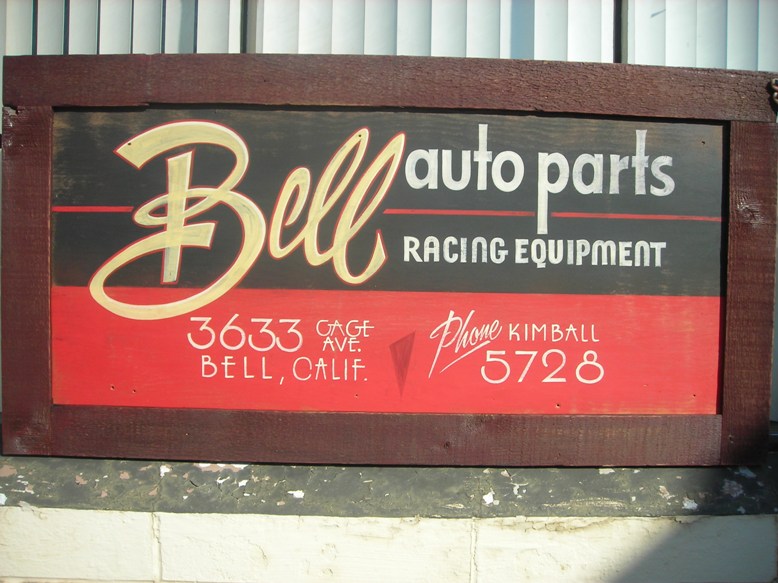 Bell auto parts
RACING EQUIPMENT
3633 GAGE AVE.
BELL, CALIF.
Phone KIMBALL
5728